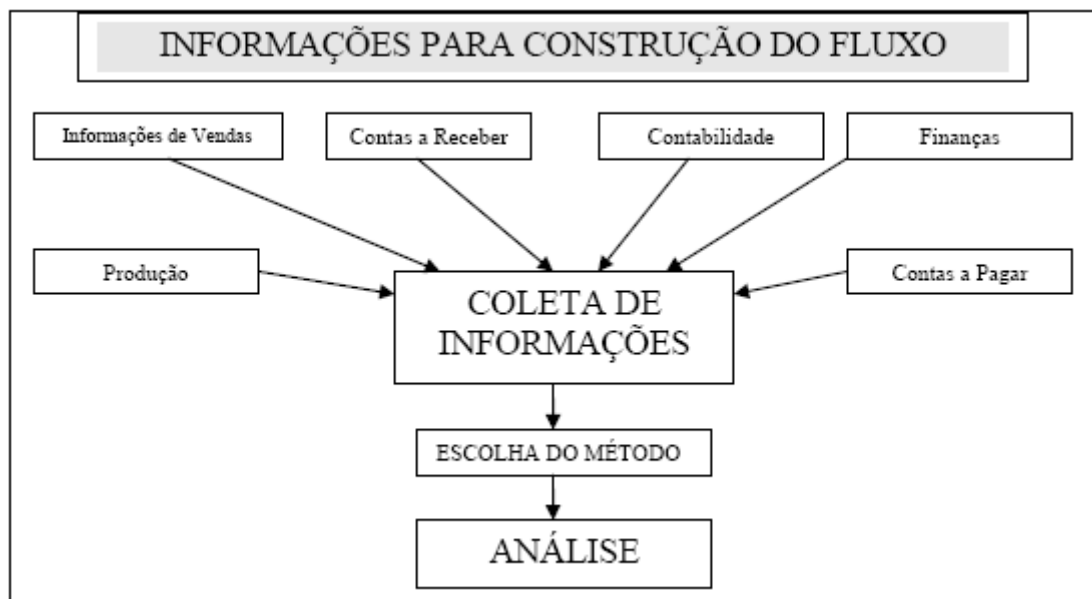 INFORMAÇÕES PARA CONSTRUÇÃO DO FLUXO
Informações de Vendas
Contas a Receber
Contabilidade
Finanças
Produção
Contas a Pagar
COLETA DE
INFORMAÇÕES
ESCOLHA DO MÉTODO
ANÁLISE